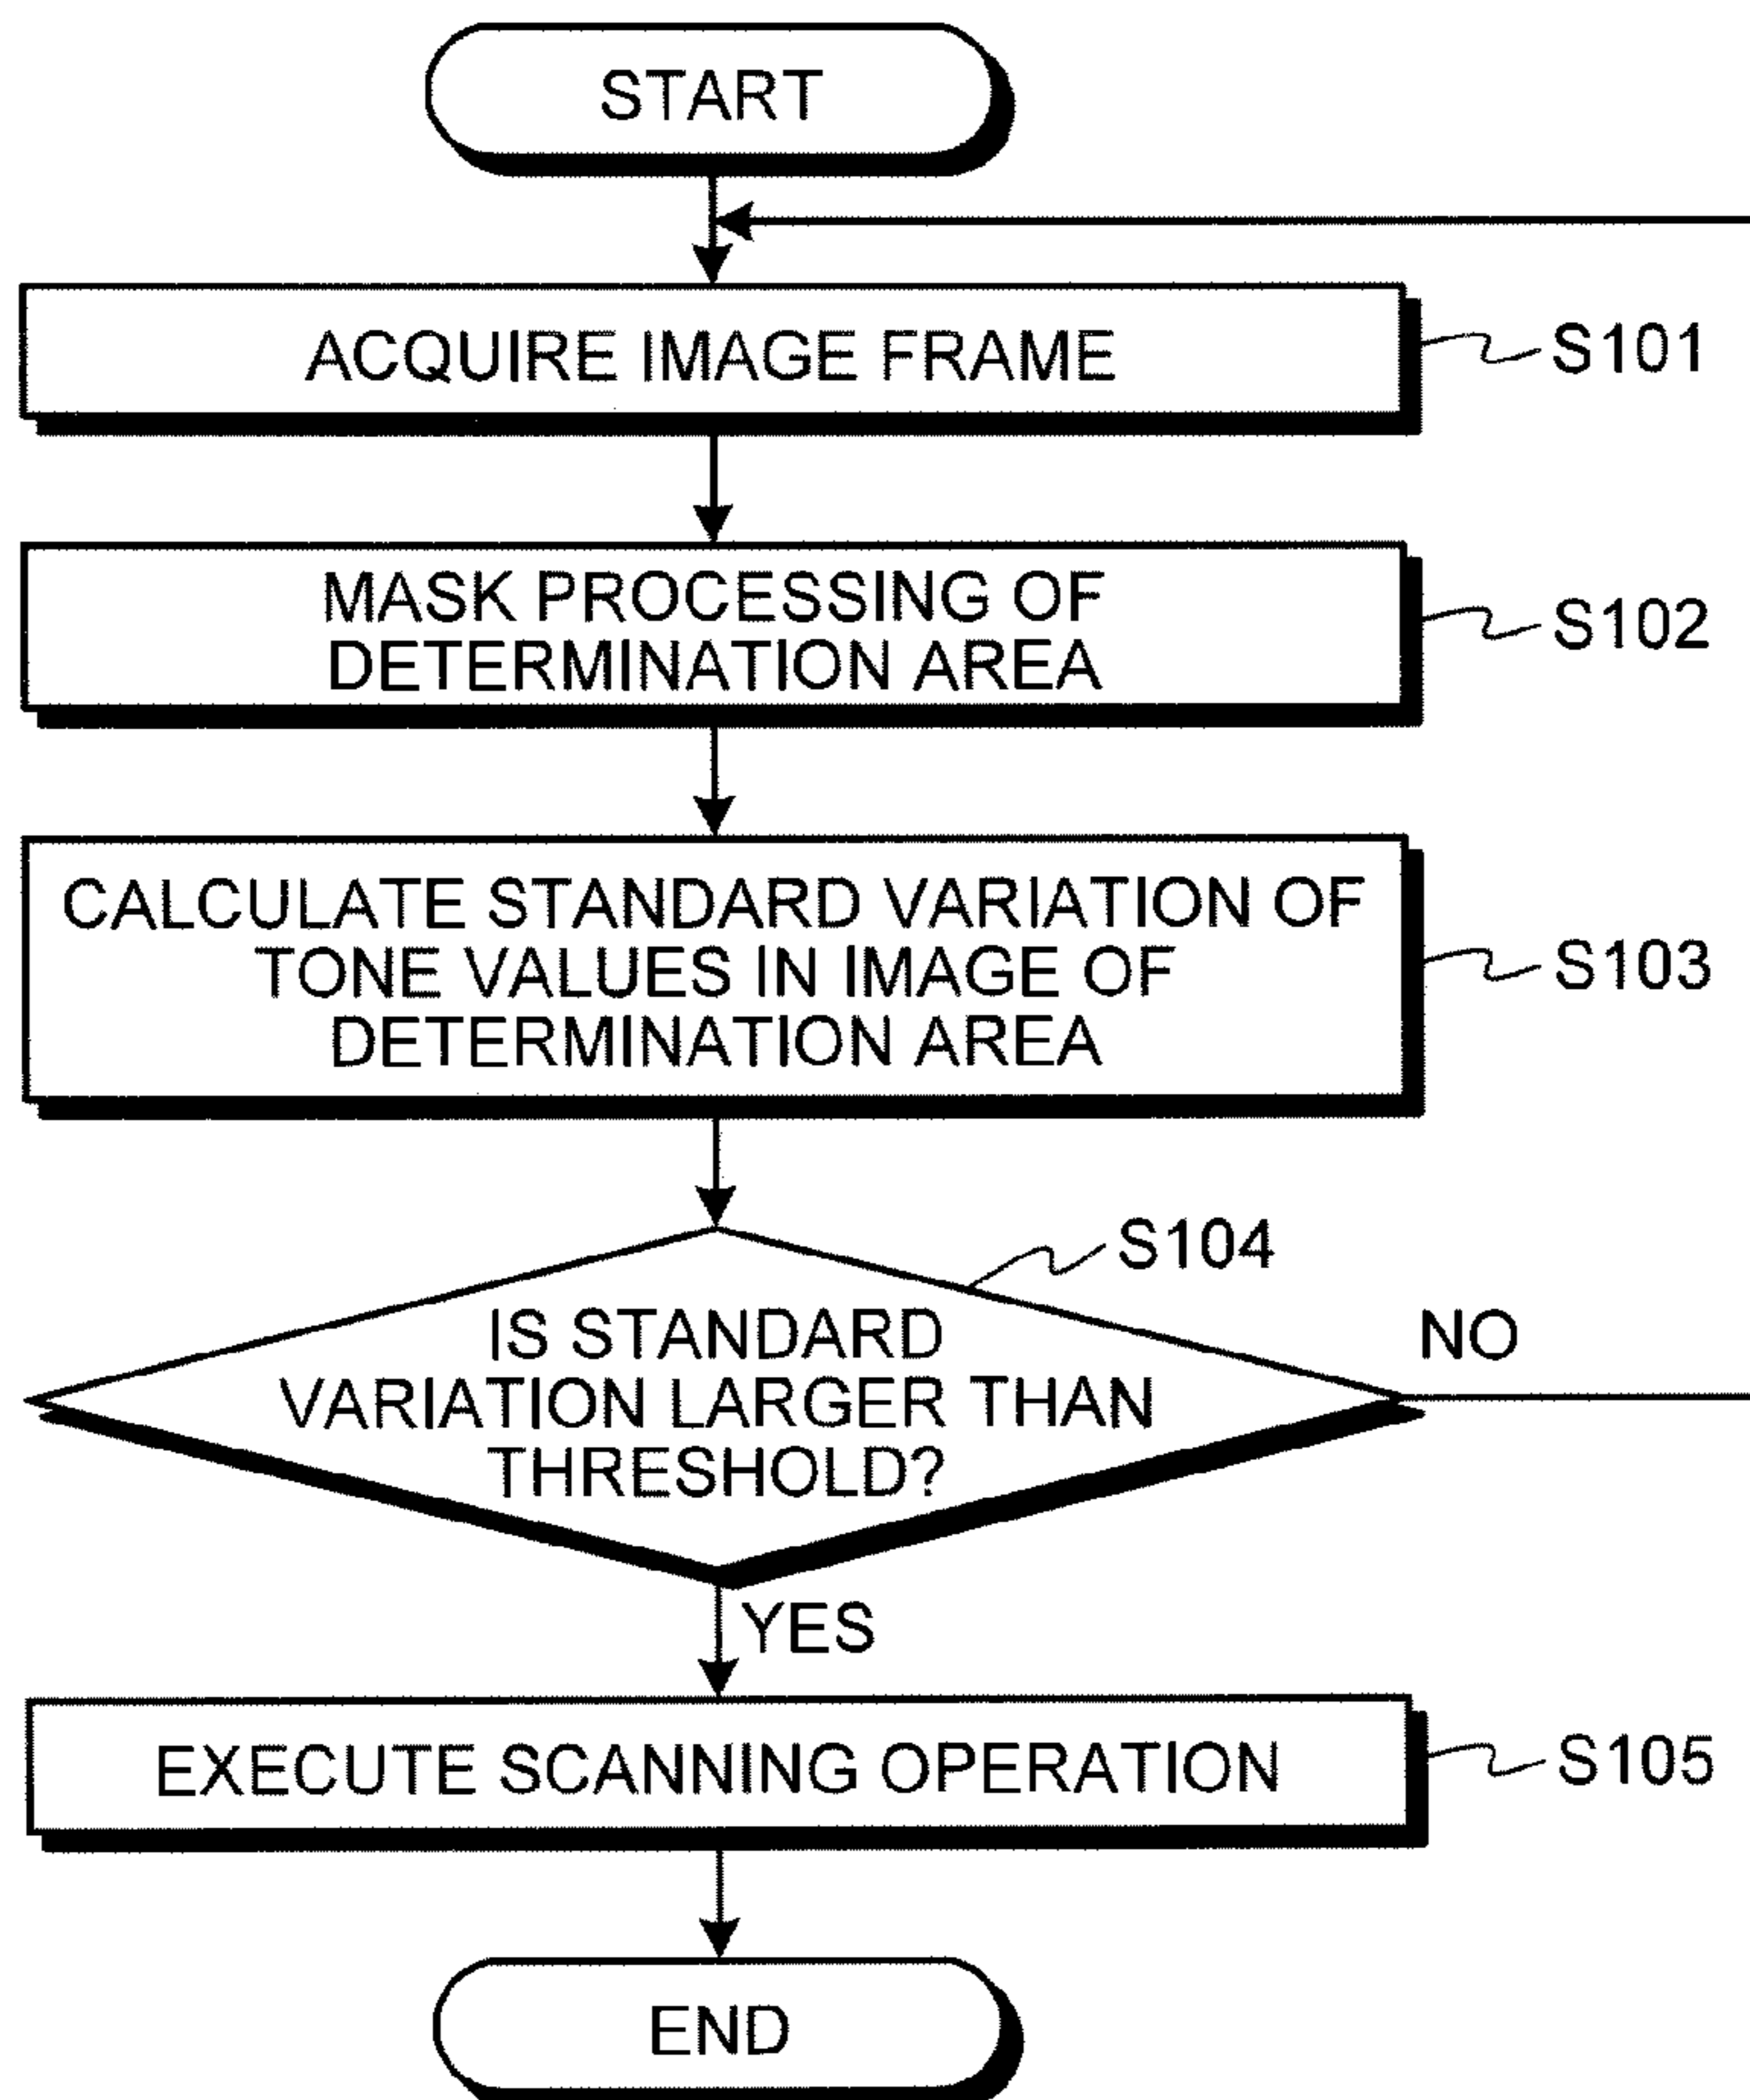 START
ACQUIRE IMAGE FRAME
S101
MASK PROCESSING OF
DETERMINATION AREA
S102
CALCULATE STANDARD VARIATION OF
TONE VALUES IN IMAGE OF
DETERMINATION AREA
S103
S104
IS STANDARD
VARIATION LARGER THAN
THRESHOLD?
NO
YES
EXECUTE SCANNING OPERATION
S105
END